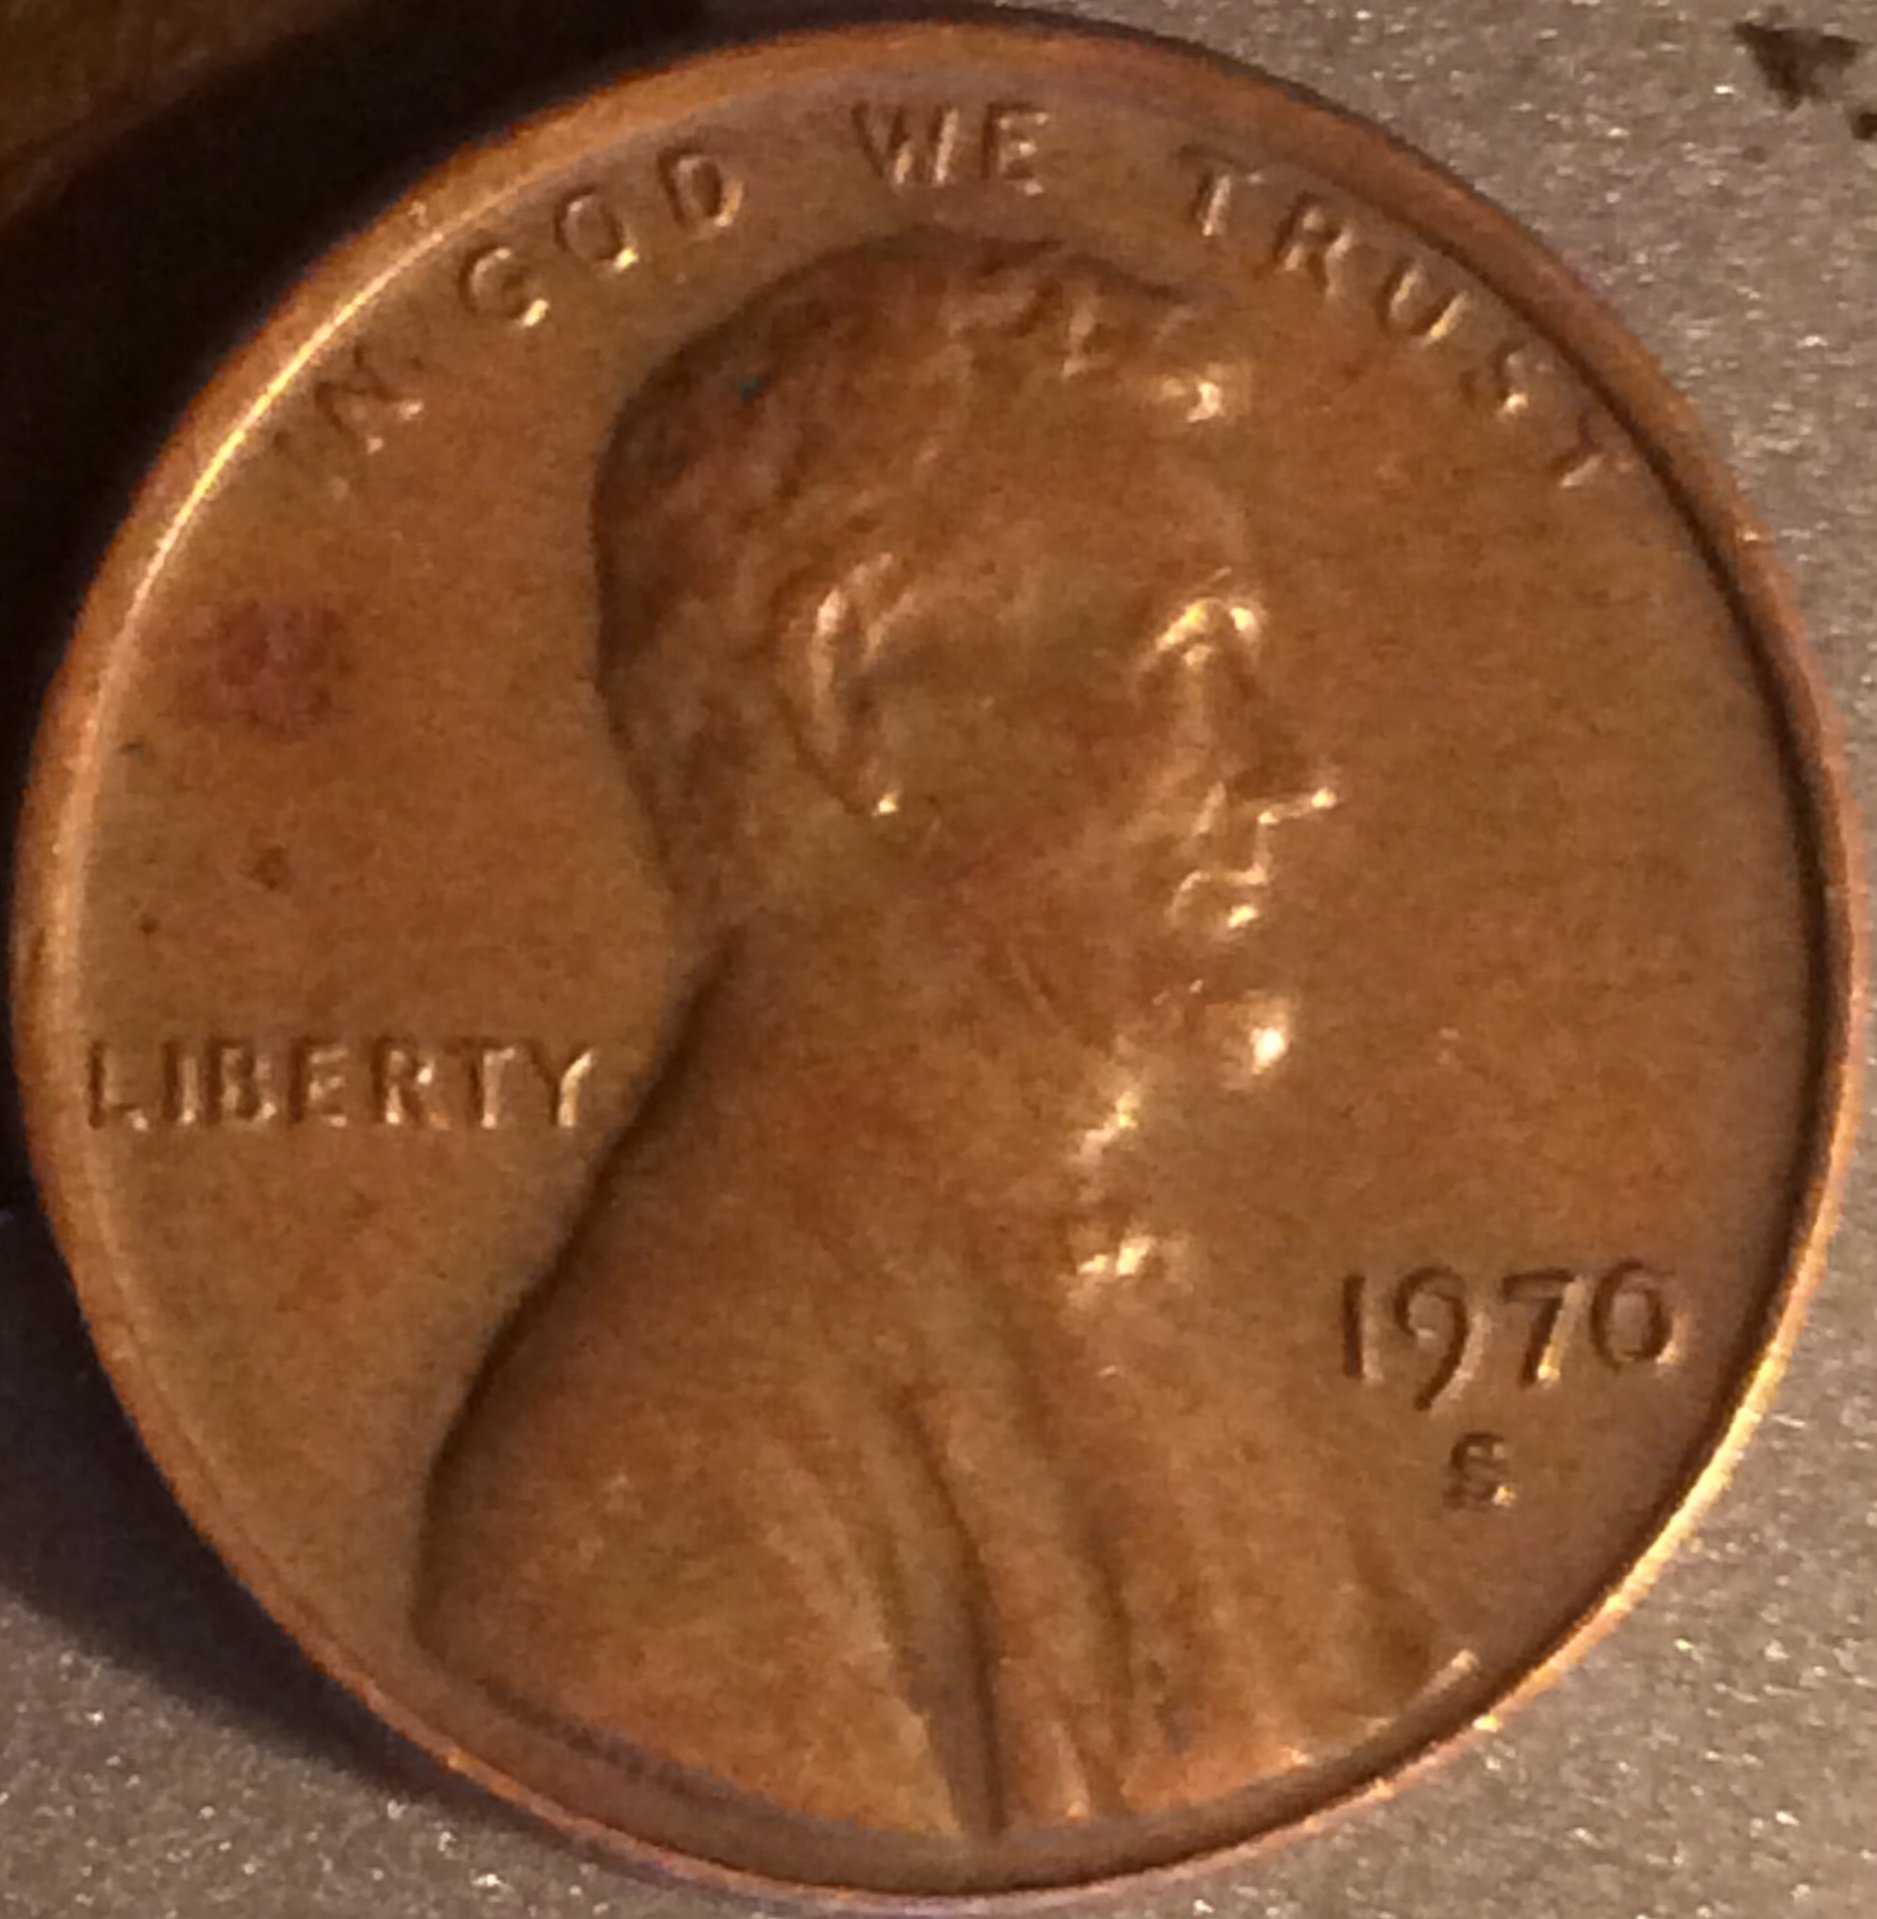 IN GOD WE TRUST
LIBERTY
1970
S